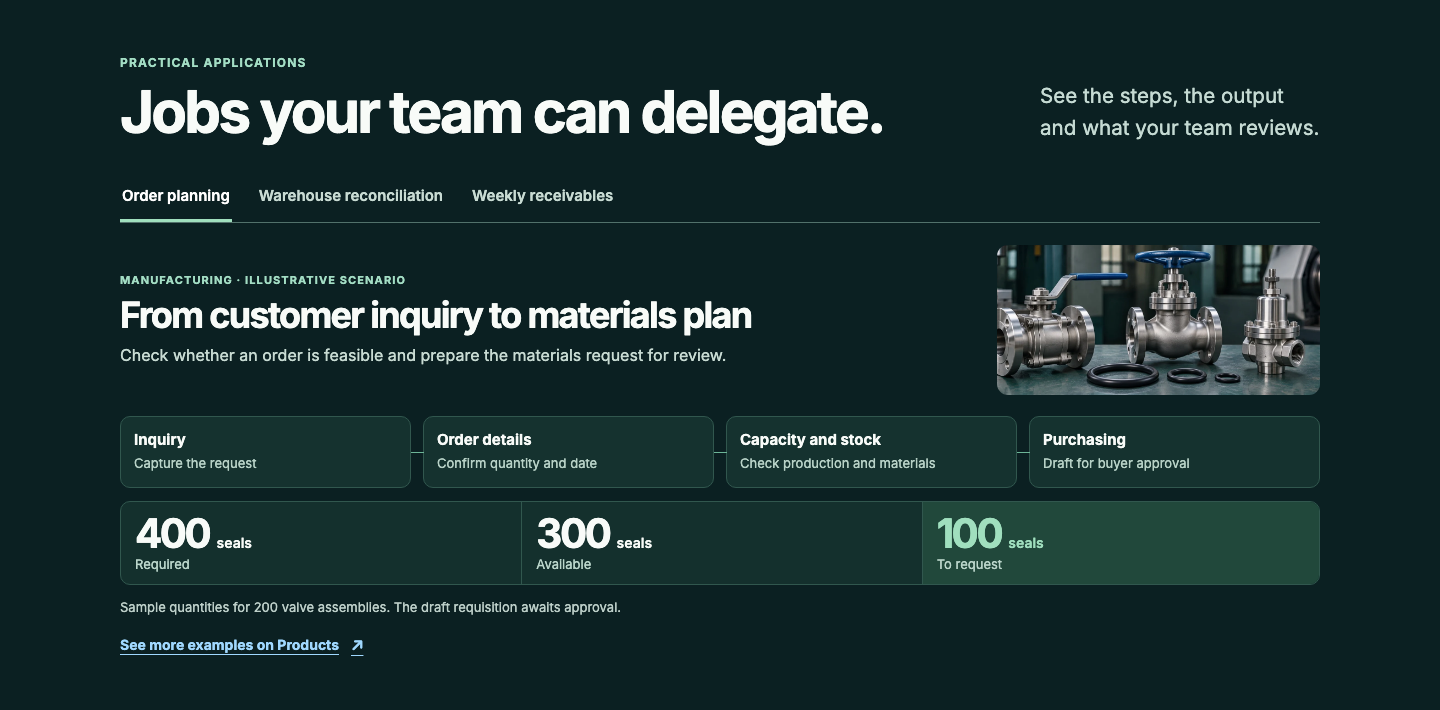 PRACTICAL APPLICATIONS
Jobs your team can delegate.
See the steps, the output
and what your team reviews.
Order planning
Warehouse reconciliation
Weekly receivables
MANUFACTURING · ILLUSTRATIVE SCENARIO
From customer inquiry to materials plan
Check whether an order is feasible and prepare the materials request for review.
Inquiry
Capture the request
Order details
Confirm quantity and date
Capacity and stock
Check production and materials
Purchasing
Draft for buyer approval
400 seals
Required
300 seals
Available
100 seals
To request
Sample quantities for 200 valve assemblies. The draft requisition awaits approval.
See more examples on Products ↗